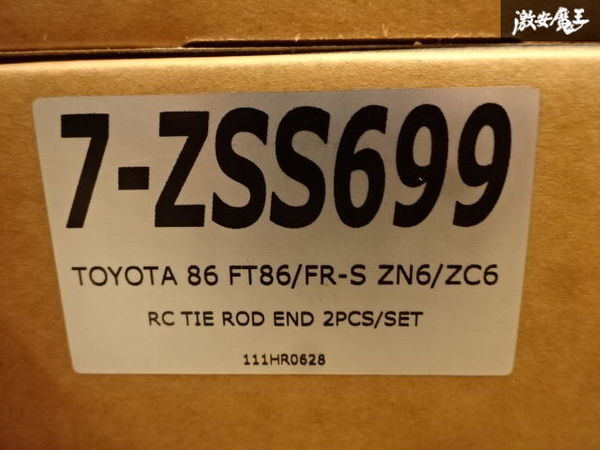 激安魔王
7-ZSS699
TOYOTA 86 FT86/FR-S ZN6/ZC6
RC TIE ROD END 2PCS/SET
111HR0628